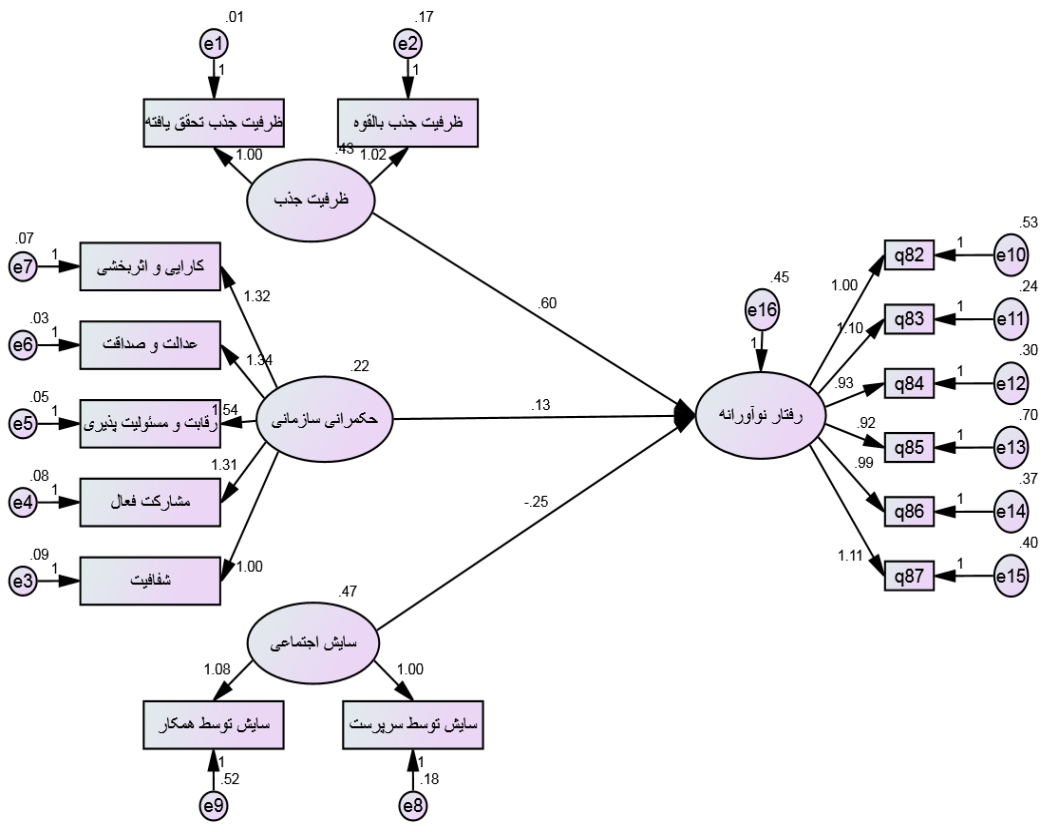 .01
.17
e1
e2
1
1
ظرفیت جذب تحقق یافته
ظرفیت جذب بالقوه
1.00
.43
1.02
ظرفیت جذب
.07
e7
1
کارایی و اثربخشی
1.32
.03
e6
1
عدالت و صداقت
1.34
.22
.05
e5
1
رقابت و مسئولیت پذیری
1.54
حکمرانی سازمانی
.08
e4
1
مشارکت فعال
1.31
.09
e3
1
شفافیت
1.00
.60
.13
-.25
.45
e16
1
رفتار نوآورانه
1.00
q82
1
e10
.53
1.10
q83
1
e11
.24
.93
q84
1
e12
.30
.92
q85
1
e13
.70
.99
q86
1
e14
.37
1.11
q87
1
e15
.40
.47
سایش اجتماعی
1.08
1.00
سایش توسط همکار
سایش توسط سرپرست
1
1
.52
.18
e9
e8